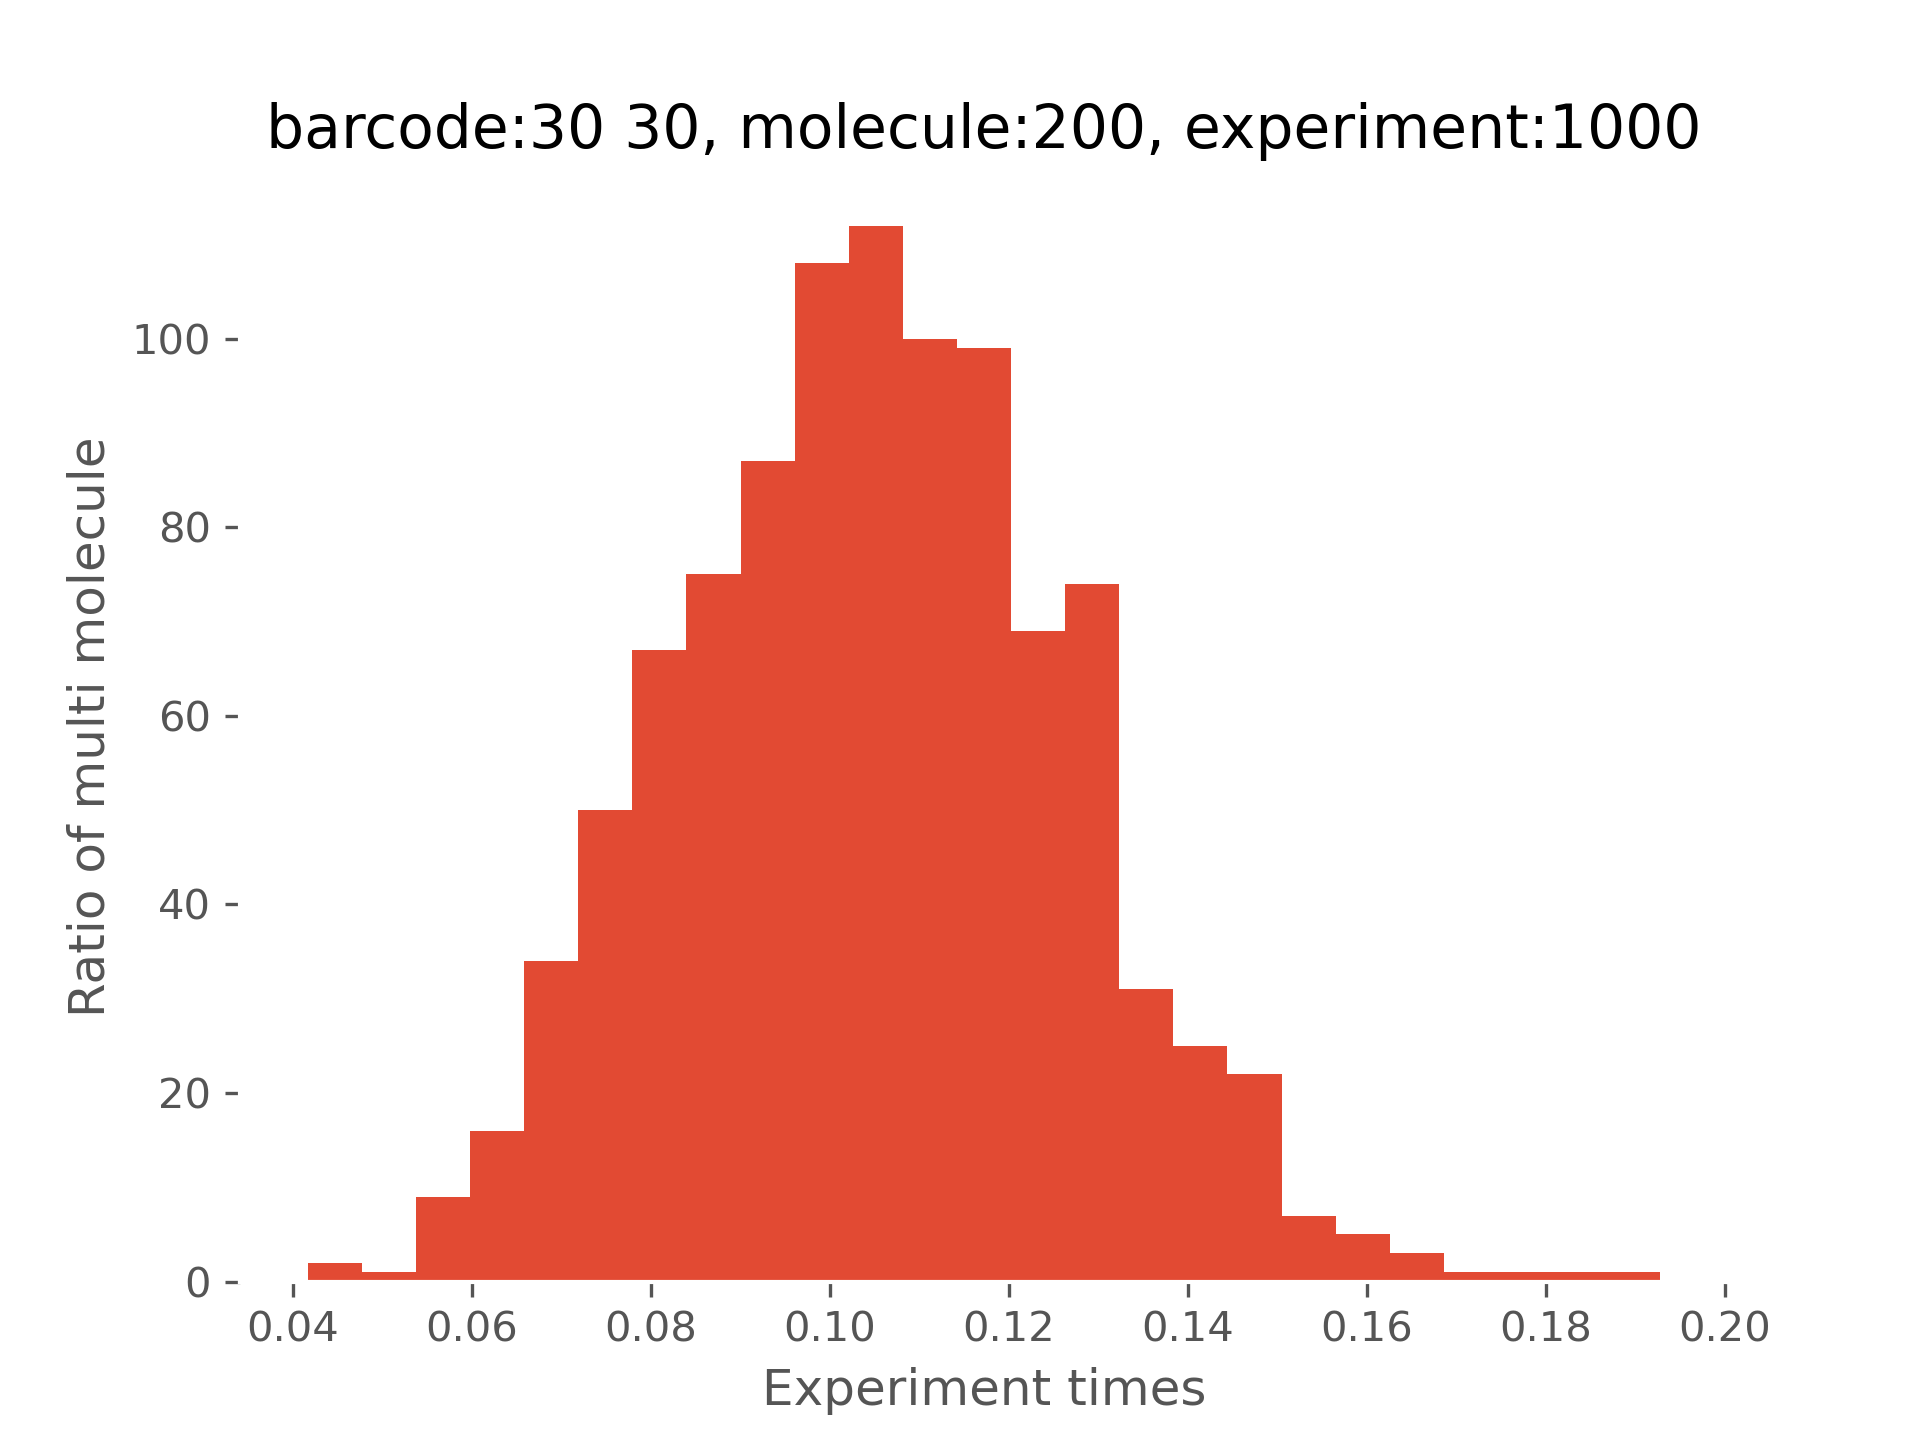 barcode:30 30, molecule:200, experiment:1000
Ratio of multi molecule
100
80
60
40
20
0
0.04 0.06 0.08 0.10 0.12 0.14 0.16 0.18 0.20
Experiment times